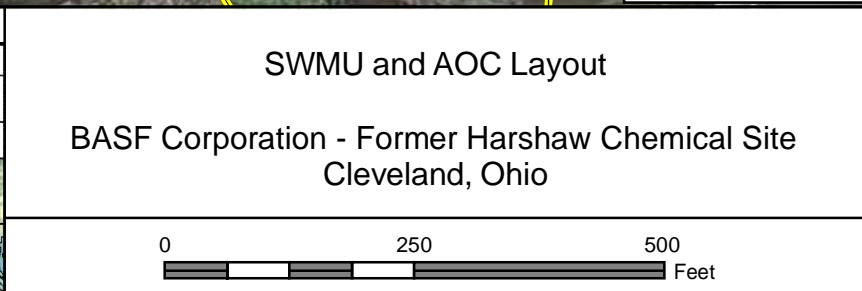 SWMU and AOC Layout
BASF Corporation - Former Harshaw Chemical Site
Cleveland, Ohio
0 250 500
Feet